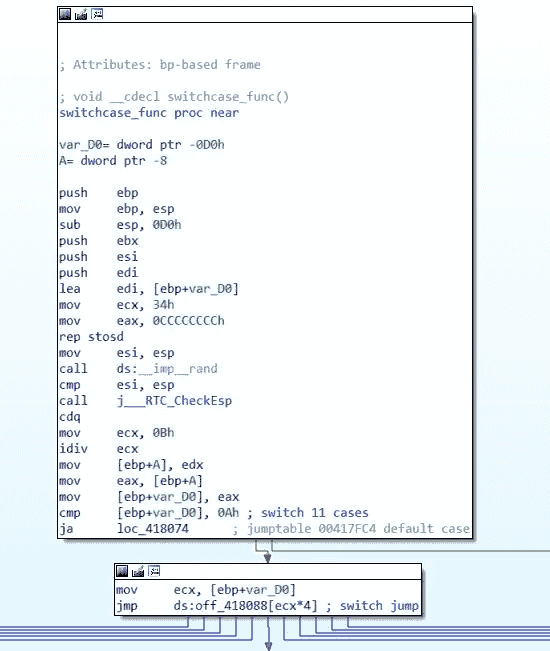 ; Attributes: bp-based frame
; void __cdecl switchcase_func()
switchcase_func proc near
var_D0= dword ptr -0D0h
A= dword ptr -8
push ebp
mov ebp, esp
sub esp, 0D0h
push ebx
push esi
push edi
lea edi, [ebp+var_D0]
mov ecx, 34h
mov eax, 0CCCCCCCCh
rep stosd
mov esi, esp
call ds:__imp__rand
cmp esi, esp
call j___RTC_CheckEsp
cdq
mov ecx, 0Bh
idiv ecx
mov [ebp+A], edx
mov eax, [ebp+A]
mov [ebp+var_D0], eax
cmp [ebp+var_D0], 0Ah ; switch 11 cases
ja loc_418074 ; jumptable 00417FC4 default case
mov ecx, [ebp+var_D0]
jmp ds:off_418088[ecx*4] ; switch jump